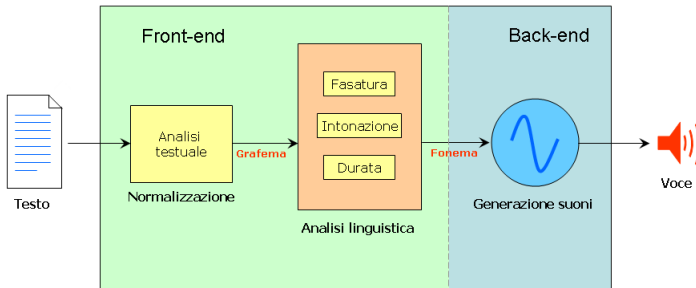 Front-end
Back-end
Testo
Analisi
testuale
Normalizzazione
Grafema
Fasatura
Intonazione
Durata
Analisi linguistica
Fonema
Generazione suoni
Voce